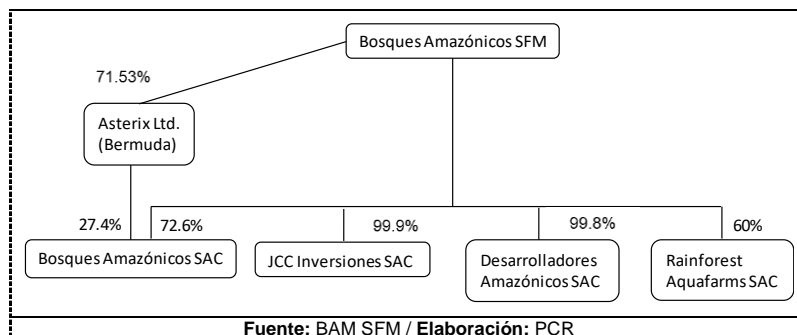 Bosques Amazónicos SFM
71.53%
Asterix Ltd.
(Bermuda)
27.4%
72.6%
99.9%
99.8%
60%
Bosques Amazónicos SAC
JCC Inversiones SAC
Desarrolladores
Amazónicos SAC
Rainforest
Aquafarms SAC
Fuente: BAM SFM / Elaboración: PCR